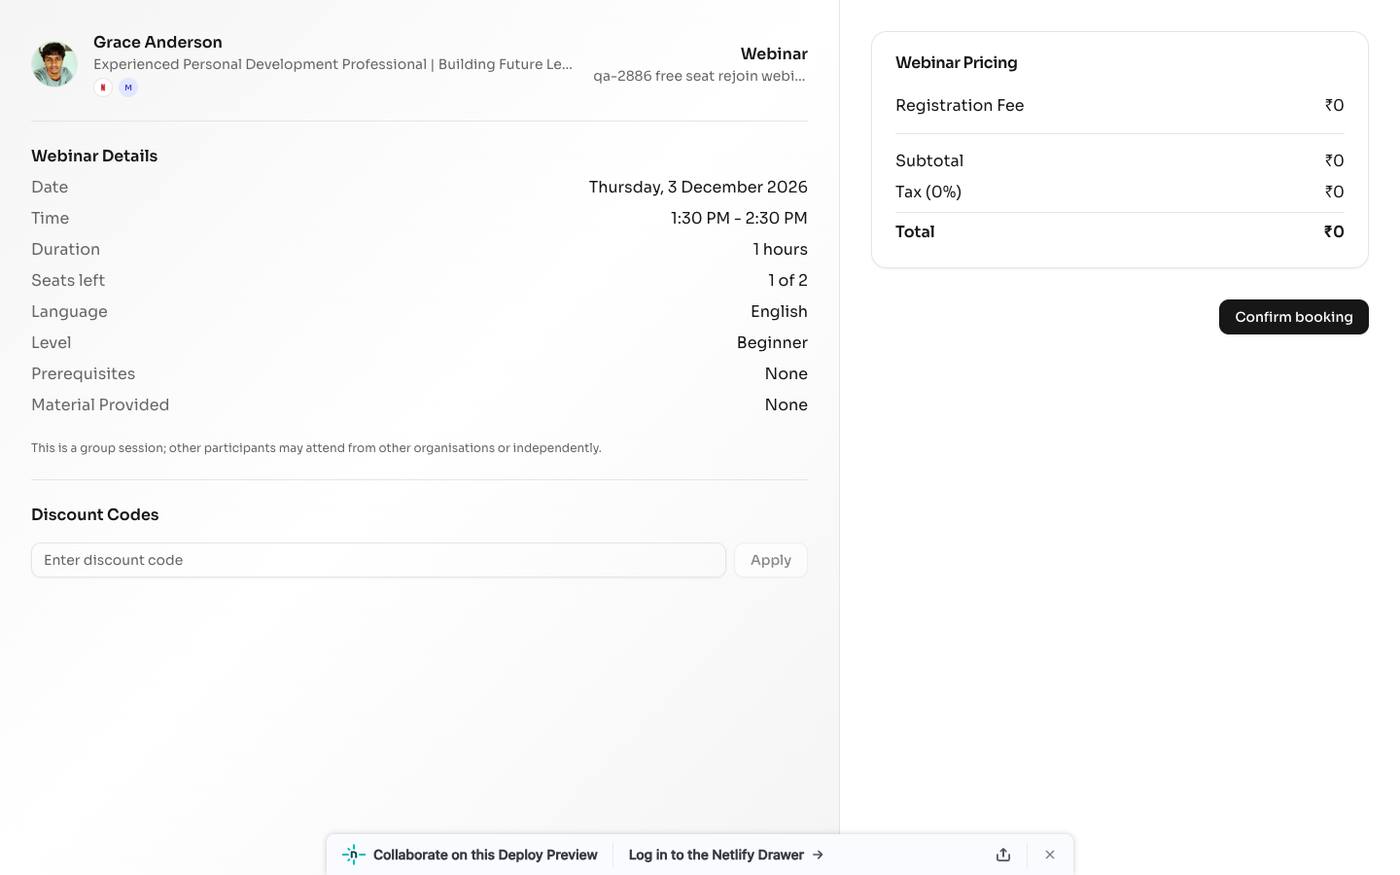 Grace Anderson
Experienced Personal Development Professional | Building Future Le...
N M
Webinar
qa-2886 free seat rejoin webi...
Webinar Details
Date Thursday, 3 December 2026
Time 1:30 PM - 2:30 PM
Duration 1 hours
Seats left 1 of 2
Language English
Level Beginner
Prerequisites None
Material Provided None
This is a group session; other participants may attend from other organisations or independently.
Discount Codes
Enter discount code Apply
Webinar Pricing
Registration Fee ₹0
Subtotal ₹0
Tax (0%) ₹0
Total ₹0
Confirm booking
Collaborate on this Deploy Preview Log in to the Netlify Drawer →